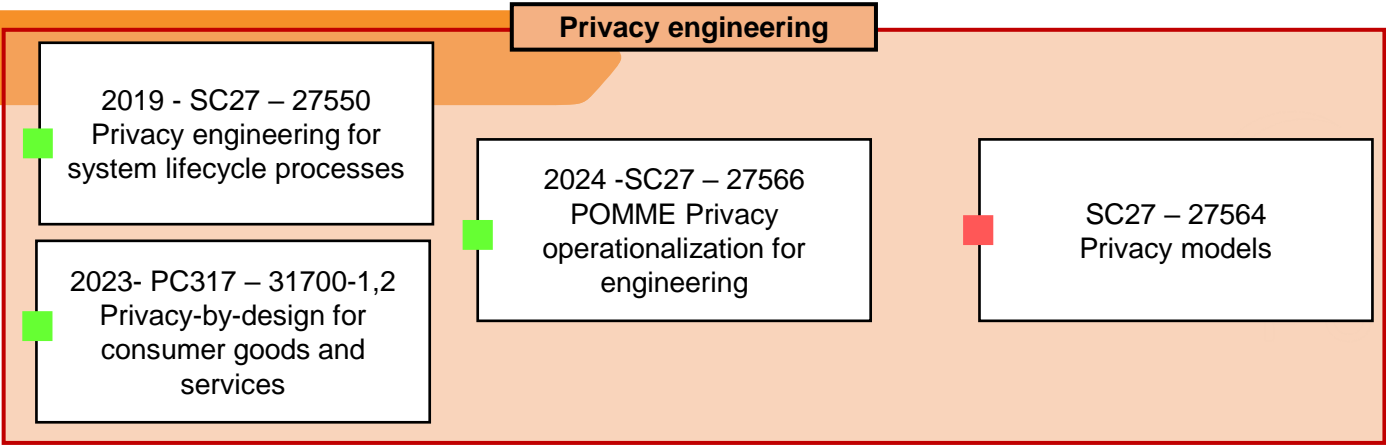 Privacy engineering
2019 - SC27 – 27550
Privacy engineering for
system lifecycle processes
2023- PC317 – 31700-1,2
Privacy-by-design for
consumer goods and
services
2024 -SC27 – 27566
POMME Privacy
operationalization for
engineering
SC27 – 27564
Privacy models